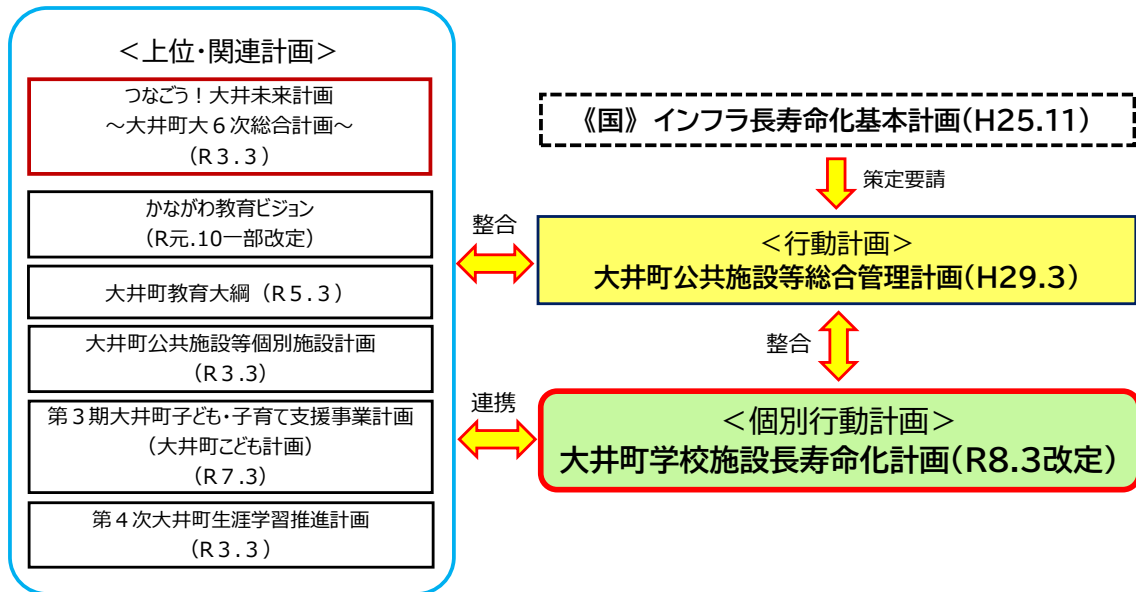 ＜上位・関連計画＞
つなごう！大井未来計画
～大井町大６次総合計画～
（R３.３）
かながわ教育ビジョン
（R元.10一部改定）
大井町教育大綱（R５.３）
大井町公共施設等個別施設計画
（R３.３）
第３期大井町子ども・子育て支援事業計画
（大井町こども計画）
（R７.３）
第４次大井町生涯学習推進計画
（R３.３）
《国》インフラ長寿命化基本計画(H25.11)
策定要請
整合
＜行動計画＞
大井町公共施設等総合管理計画(H29.3)
整合
連携
＜個別行動計画＞
大井町学校施設長寿命化計画(R8.3改定)